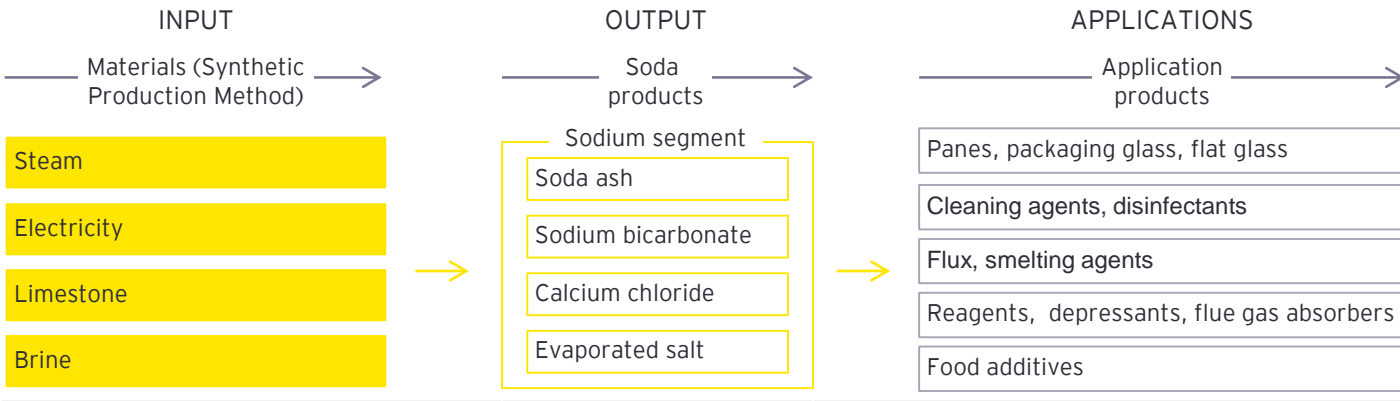 INPUT
OUTPUT
APPLICATIONS
Materials (Synthetic
Production Method)
Soda
products
Application
products
Steam
Electricity
Limestone
Brine
Sodium segment
Soda ash
Sodium bicarbonate
Calcium chloride
Evaporated salt
Panes, packaging glass, flat glass
Cleaning agents, disinfectants
Flux, smelting agents
Reagents, depressants, flue gas absorbers
Food additives